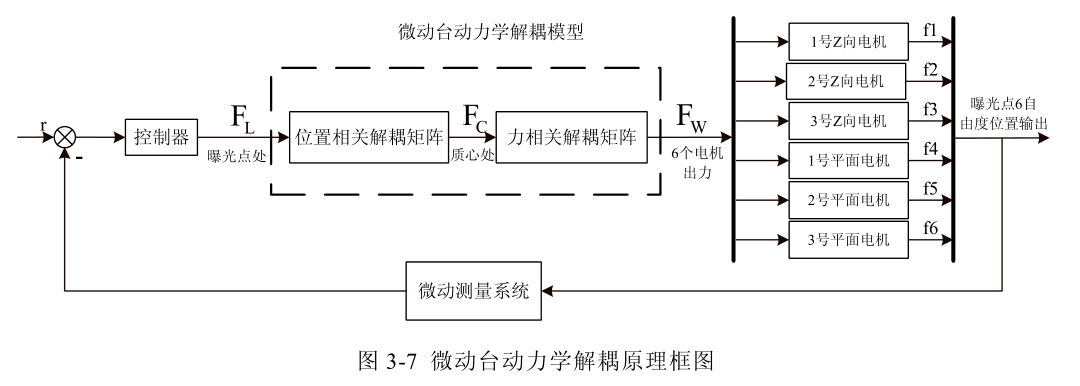 微动台动力学解耦模型
r
-
控制器
F_L
曝光点处
位置相关解耦矩阵
F_C
质心处
力相关解耦矩阵
F_W
6个电机
出力
1号Z向电机
f1
2号Z向电机
f2
3号Z向电机
f3
1号平面电机
f4
2号平面电机
f5
3号平面电机
f6
曝光点6自
由度位置输出
微动测量系统
图 3-7 微动台动力学解耦原理框图